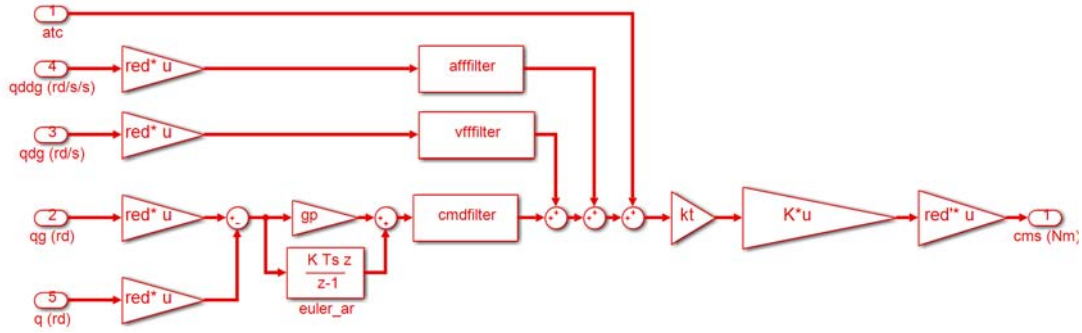 1
atc
4
qddg (rd/s/s)
red* u
afffilter
3
qdg (rd/s)
red* u
vfffilter
2
qg (rd)
red* u
gp
cmdfilter
kt
K*u
red'* u
1
cms (Nm)
K Ts z
z-1
euler_ar
5
q (rd)
red* u